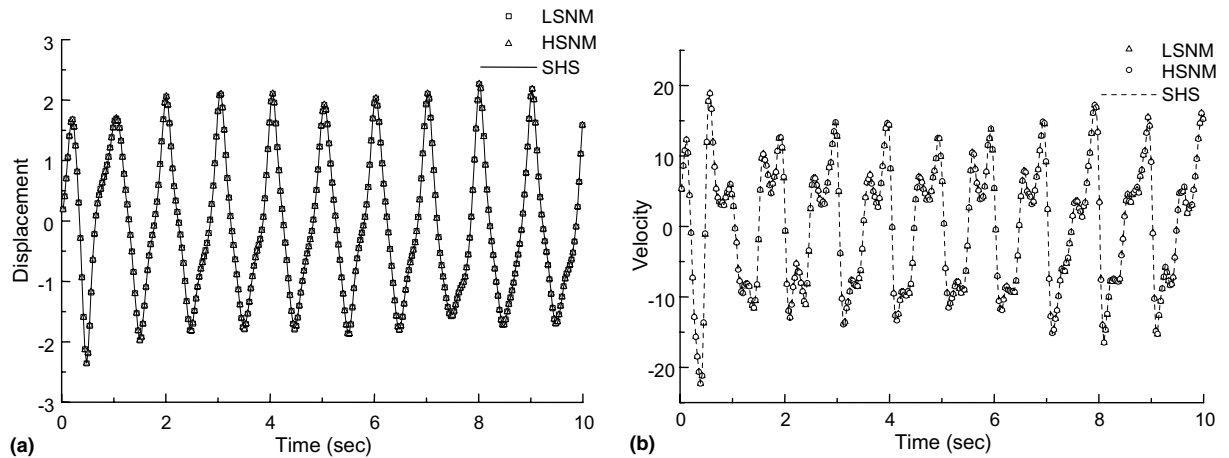 LSNM
HSNM
SHS
3
2
1
0
-1
-2
-3
Displacement
0 2 4 6 8 10
Time (sec)
(a)
LSNM
HSNM
SHS
20
10
0
-10
-20
Velocity
0 2 4 6 8 10
Time (sec)
(b)